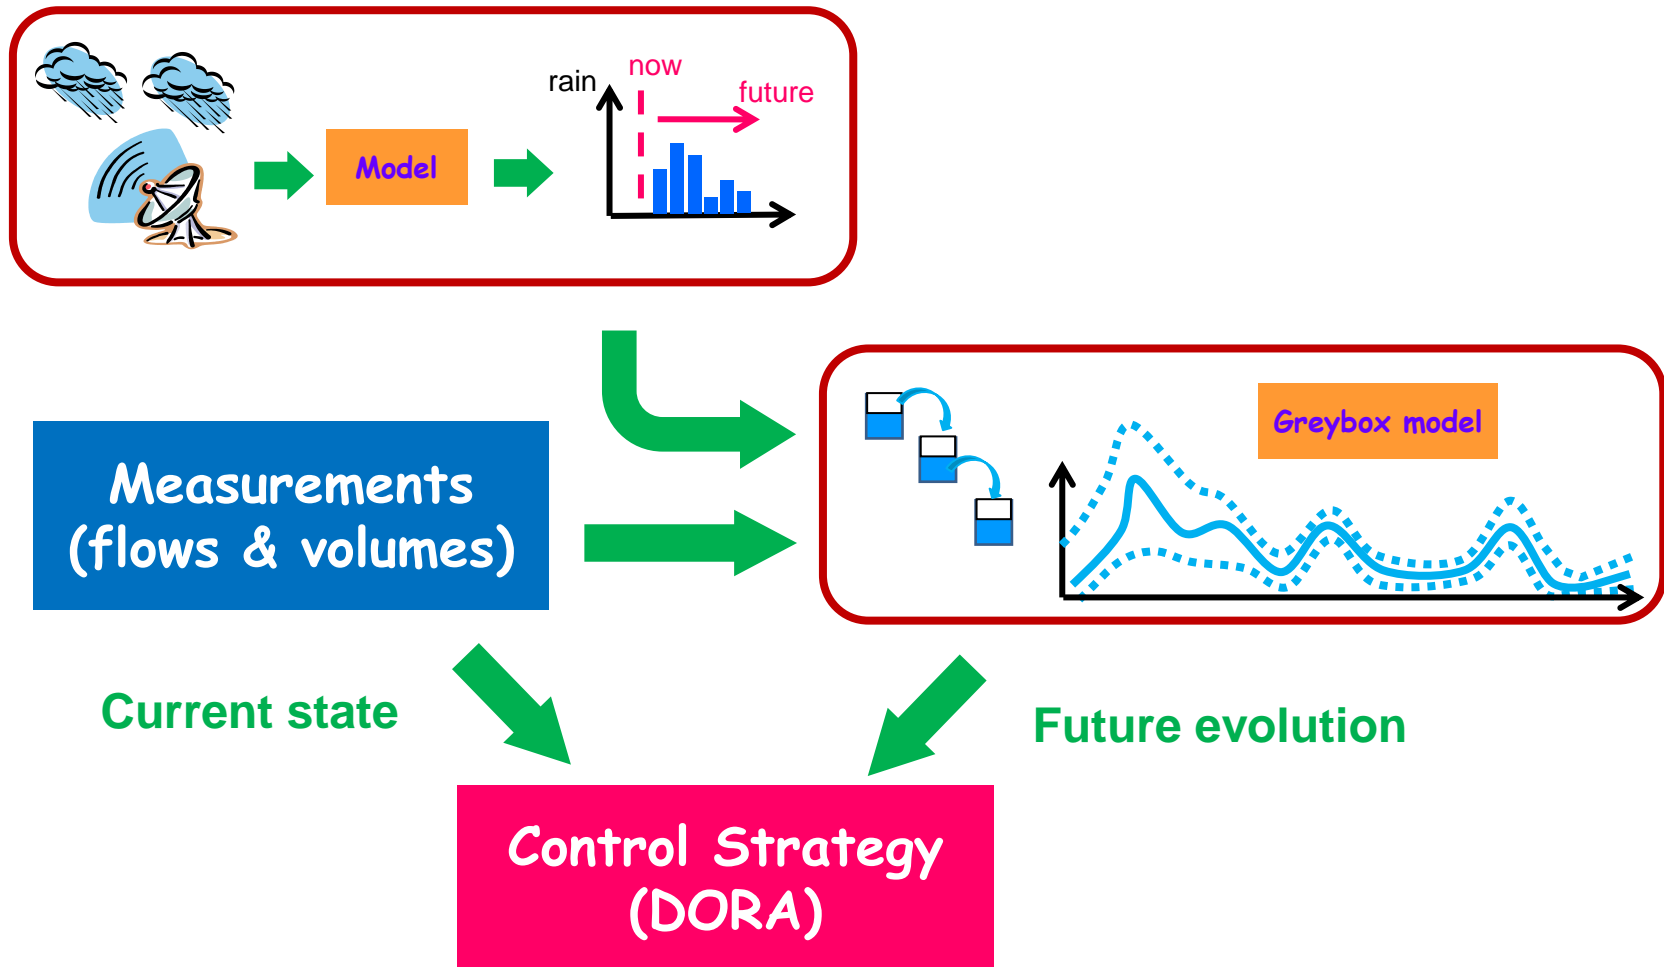 now
rain
future
Model
Greybox model
Measurements
(flows & volumes)
Current state
Future evolution
Control Strategy
(DORA)